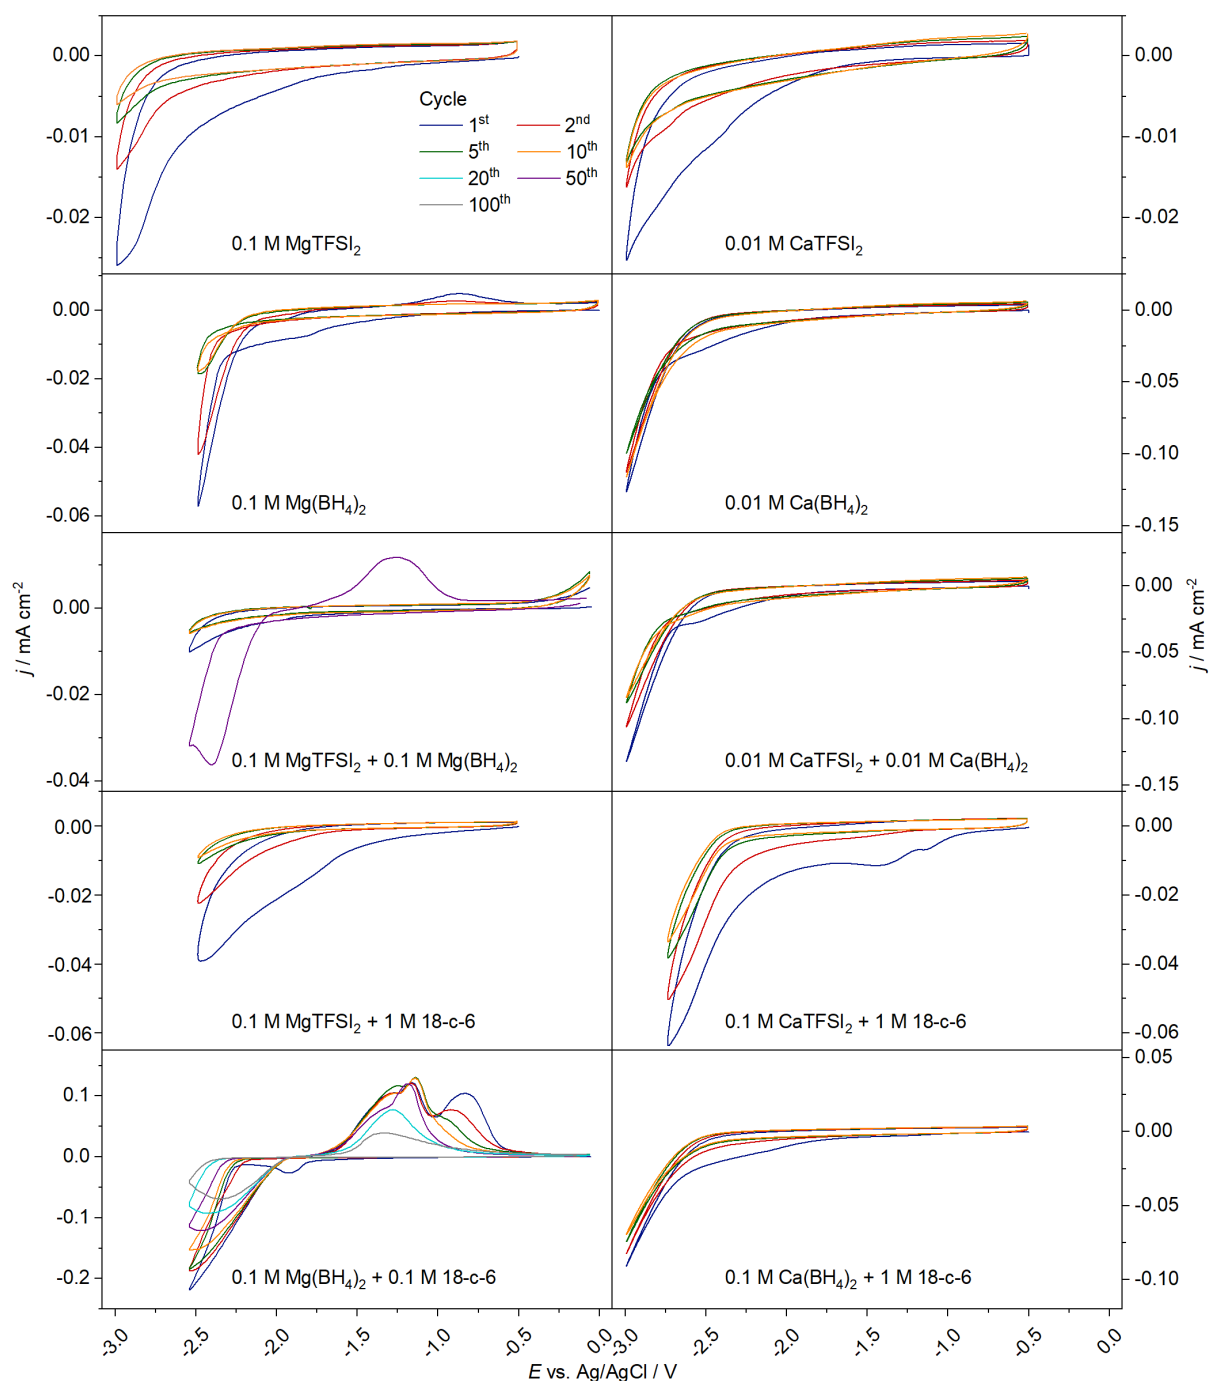 0.00
-0.01
-0.02
Cycle
1st 2nd
5th 10th
20th 50th
100th
0.1 M MgTFSI₂
0.00
-0.01
-0.02
0.01 M CaTFSI₂
0.00
-0.02
-0.04
-0.06
0.1 M Mg(BH₄)₂
0.00
-0.05
-0.10
-0.15
0.01 M Ca(BH₄)₂
j / mA cm⁻²
0.00
-0.02
-0.04
0.1 M MgTFSI₂ + 0.1 M Mg(BH₄)₂
0.00
-0.05
-0.10
-0.15
0.01 M CaTFSI₂ + 0.01 M Ca(BH₄)₂
j / mA cm⁻²
0.00
-0.02
-0.04
-0.06
0.1 M MgTFSI₂ + 1 M 18-c-6
0.00
-0.02
-0.04
-0.06
0.1 M CaTFSI₂ + 1 M 18-c-6
0.1
0.0
-0.1
-0.2
0.1 M Mg(BH₄)₂ + 0.1 M 18-c-6
0.05
0.00
-0.05
-0.10
0.1 M Ca(BH₄)₂ + 1 M 18-c-6
-3.0 -2.5 -2.0 -1.5 -1.0 -0.5 0.0 -3.0 -2.5 -2.0 -1.5 -1.0 -0.5 0.0
E vs. Ag/AgCl / V